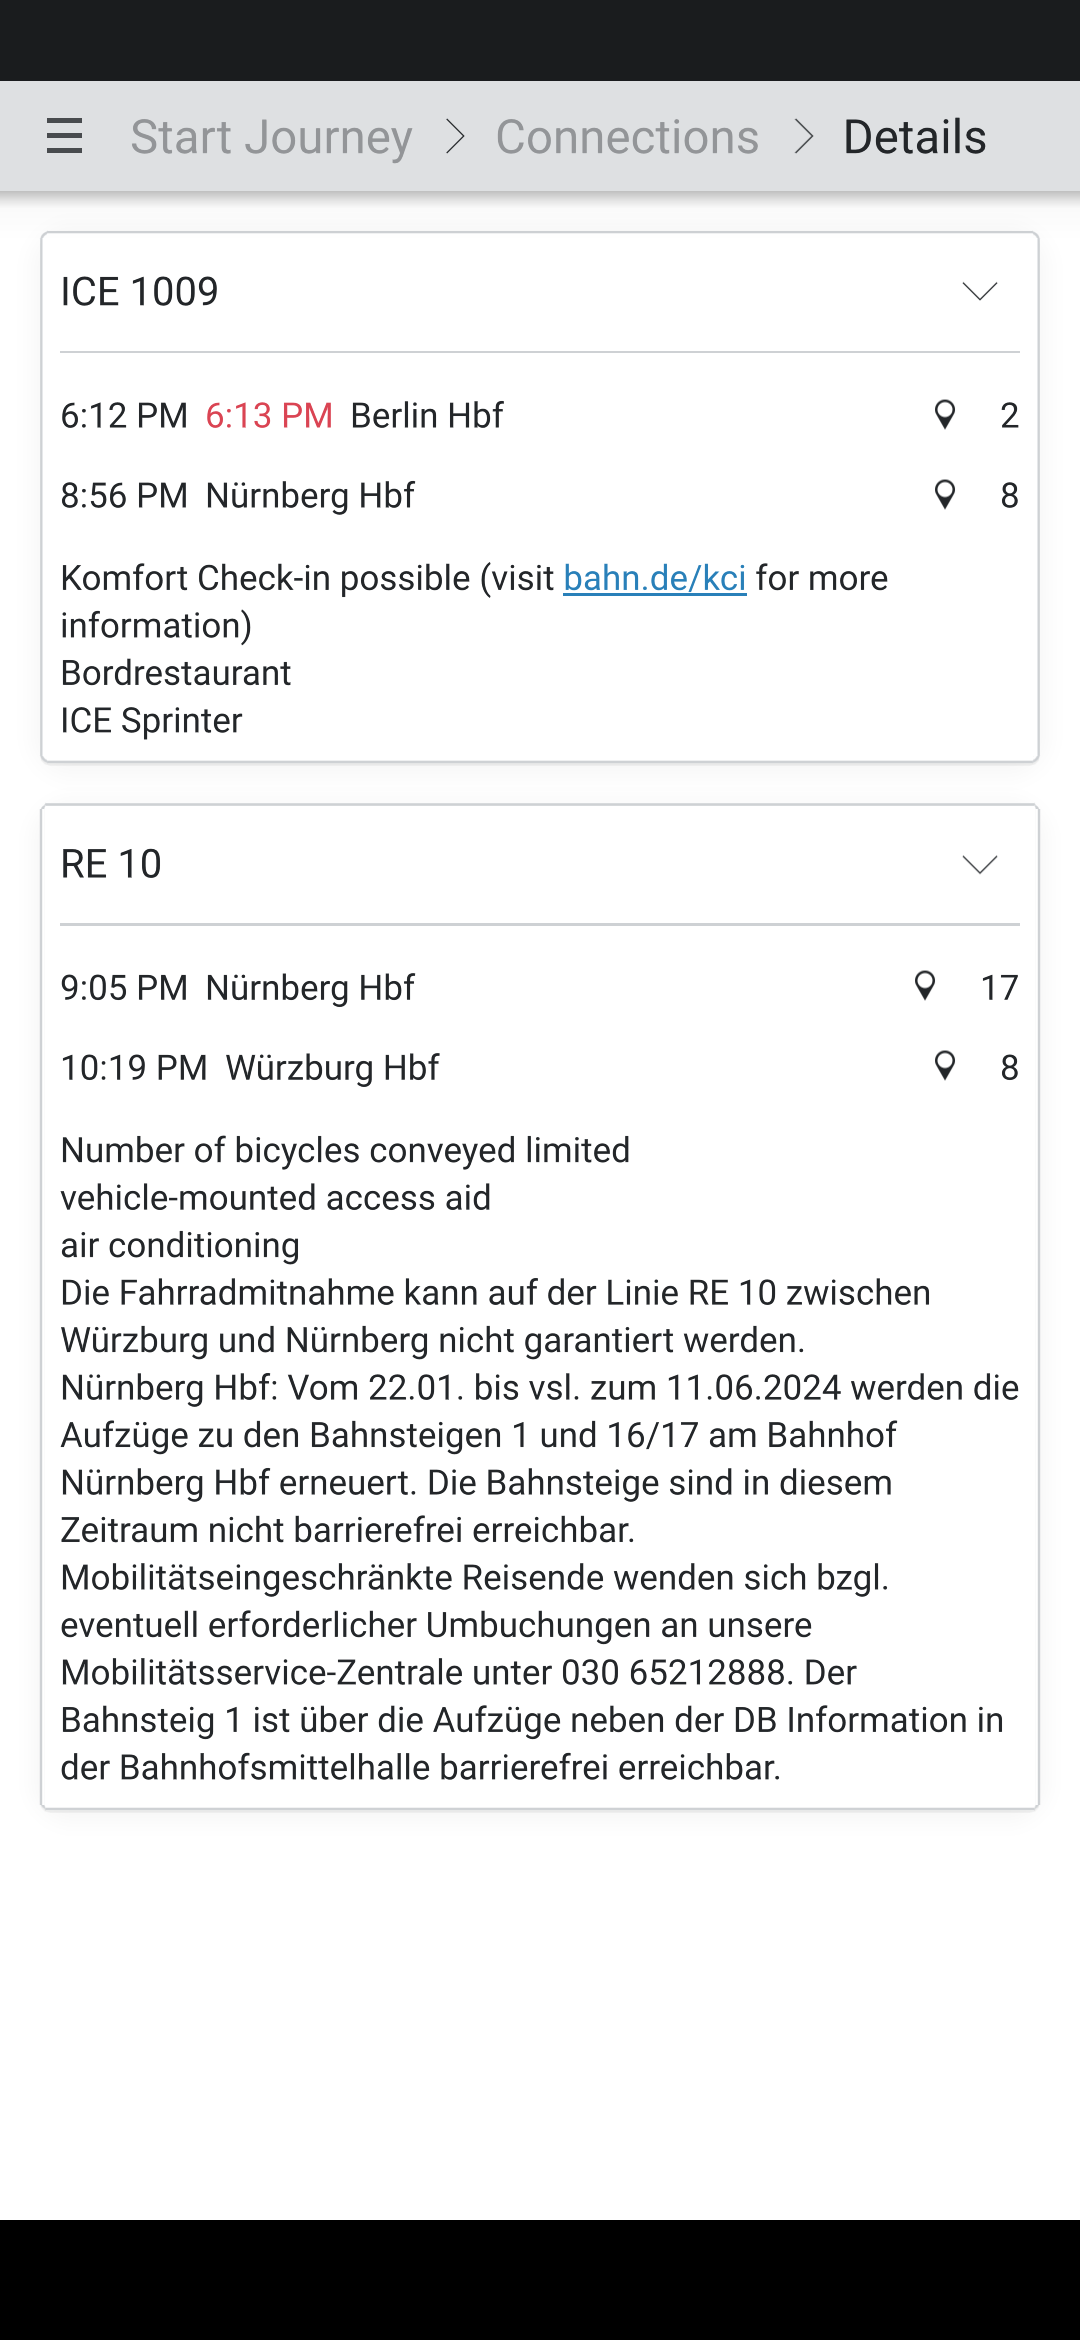 Start Journey > Connections > Details
ICE 1009
6:12 PM 6:13 PM Berlin Hbf 2
8:56 PM Nürnberg Hbf 8
Komfort Check-in possible (visit bahn.de/kci for more
information)
Bordrestaurant
ICE Sprinter
RE 10
9:05 PM Nürnberg Hbf 17
10:19 PM Würzburg Hbf 8
Number of bicycles conveyed limited
vehicle-mounted access aid
air conditioning
Die Fahrradmitnahme kann auf der Linie RE 10 zwischen
Würzburg und Nürnberg nicht garantiert werden.
Nürnberg Hbf: Vom 22.01. bis vsl. zum 11.06.2024 werden die
Aufzüge zu den Bahnsteigen 1 und 16/17 am Bahnhof
Nürnberg Hbf erneuert. Die Bahnsteige sind in diesem
Zeitraum nicht barrierefrei erreichbar.
Mobilitätseingeschränkte Reisende wenden sich bzgl.
eventuell erforderlicher Umbuchungen an unsere
Mobilitätsservice-Zentrale unter 030 65212888. Der
Bahnsteig 1 ist über die Aufzüge neben der DB Information in
der Bahnhofsmittelhalle barrierefrei erreichbar.